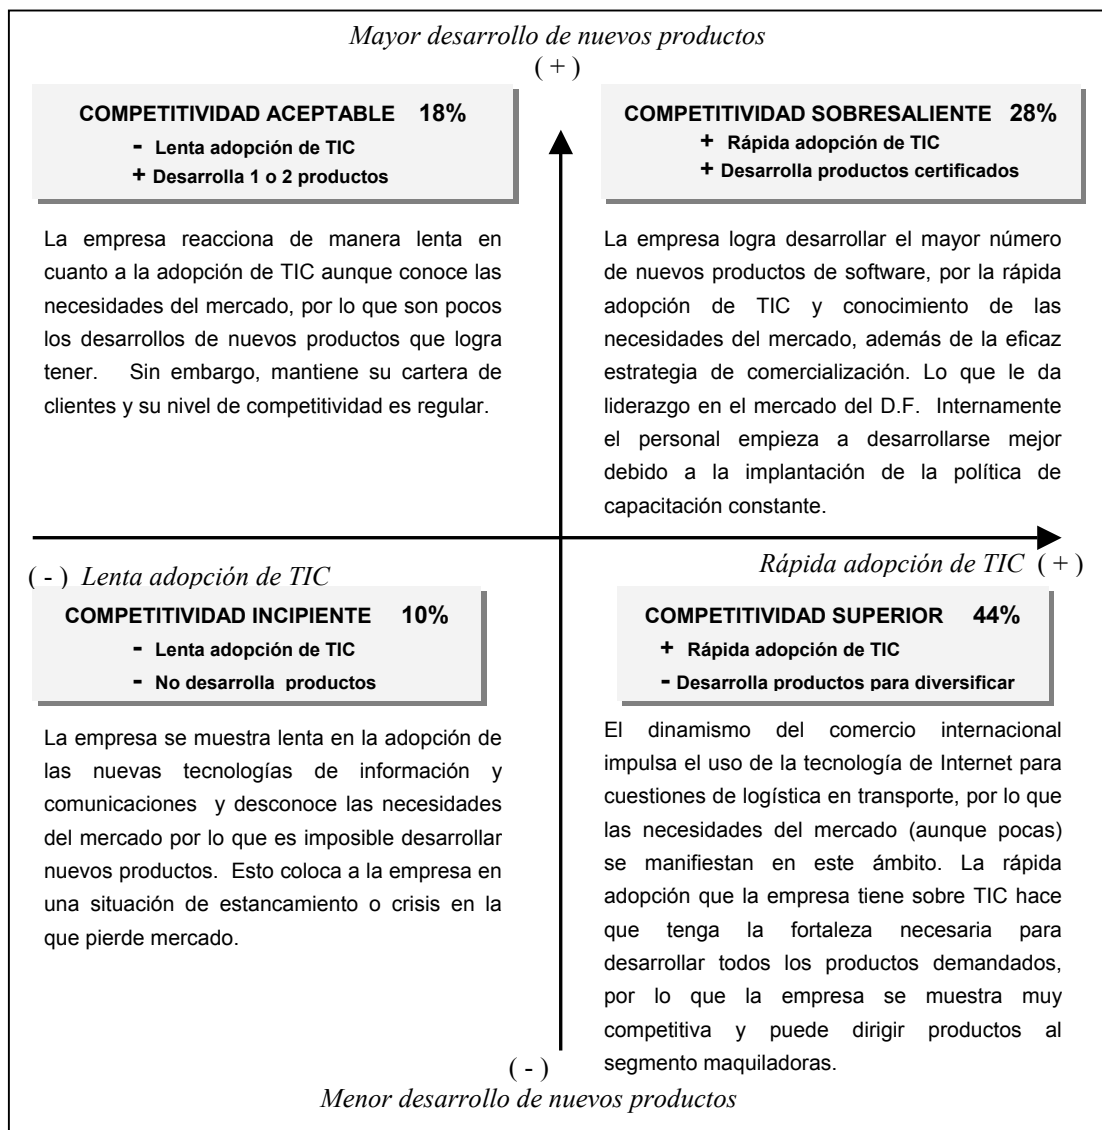 Mayor desarrollo de nuevos productos
( + )
COMPETITIVIDAD ACEPTABLE 18%
- Lenta adopción de TIC
+ Desarrolla 1 o 2 productos
La empresa reacciona de manera lenta en
cuanto a la adopción de TIC aunque conoce las
necesidades del mercado, por lo que son pocos
los desarrollos de nuevos productos que logra
tener. Sin embargo, mantiene su cartera de
clientes y su nivel de competitividad es regular.
COMPETITIVIDAD SOBRESALIENTE 28%
+ Rápida adopción de TIC
+ Desarrolla productos certificados
La empresa logra desarrollar el mayor número
de nuevos productos de software, por la rápida
adopción de TIC y conocimiento de las
necesidades del mercado, además de la eficaz
estrategia de comercialización. Lo que le da
liderazgo en el mercado del D.F. Internamente
el personal empieza a desarrollarse mejor
debido a la implantación de la política de
capacitación constante.
( - ) Lenta adopción de TIC
Rápida adopción de TIC ( + )
COMPETITIVIDAD INCIPIENTE 10%
- Lenta adopción de TIC
- No desarrolla productos
La empresa se muestra lenta en la adopción de
las nuevas tecnologías de información y
comunicaciones y desconoce las necesidades
del mercado por lo que es imposible desarrollar
nuevos productos. Esto coloca a la empresa en
una situación de estancamiento o crisis en la
que pierde mercado.
COMPETITIVIDAD SUPERIOR 44%
+ Rápida adopción de TIC
- Desarrolla productos para diversificar
El dinamismo del comercio internacional
impulsa el uso de la tecnología de Internet para
cuestiones de logística en transporte, por lo que
las necesidades del mercado (aunque pocas)
se manifiestan en este ámbito. La rápida
adopción que la empresa tiene sobre TIC hace
que tenga la fortaleza necesaria para
desarrollar todos los productos demandados,
por lo que la empresa se muestra muy
competitiva y puede dirigir productos al
segmento maquiladoras.
( - )
Menor desarrollo de nuevos productos